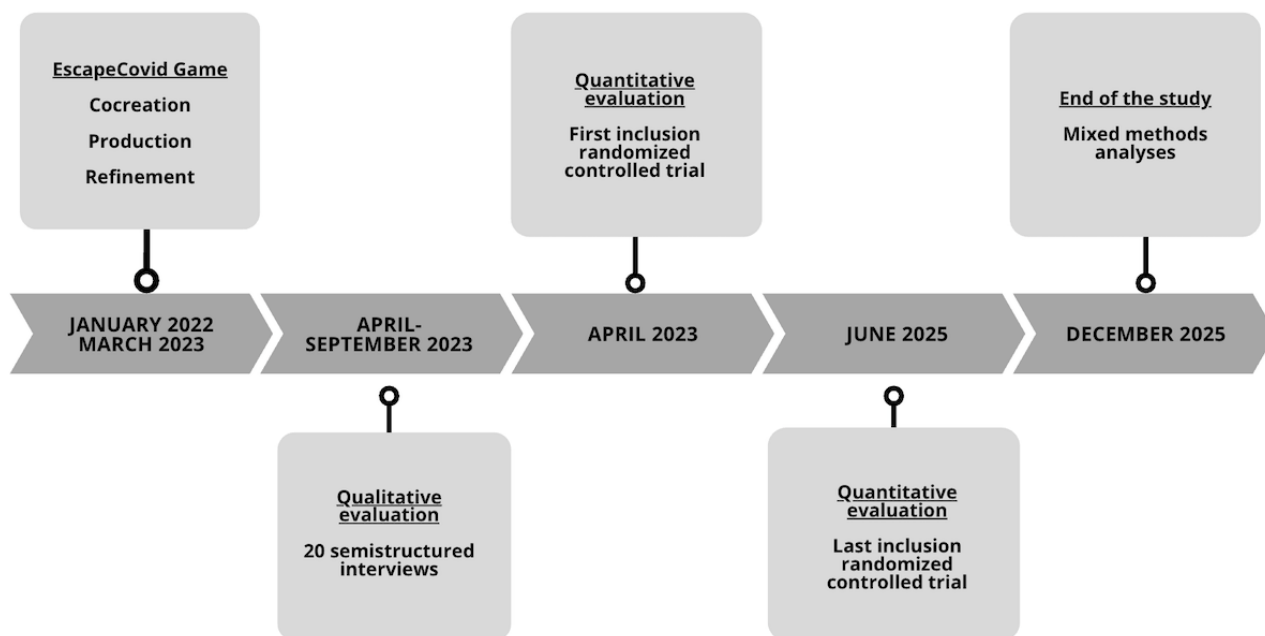 EscapeCovid Game
Cocreation
Production
Refinement
Quantitative
evaluation
First inclusion
randomized
controlled trial
End of the study
Mixed methods
analyses
JANUARY 2022
MARCH 2023
APRIL-
SEPTEMBER 2023
APRIL 2023
JUNE 2025
DECEMBER 2025
Qualitative
evaluation
20 semistructured
interviews
Quantitative
evaluation
Last inclusion
randomized
controlled trial